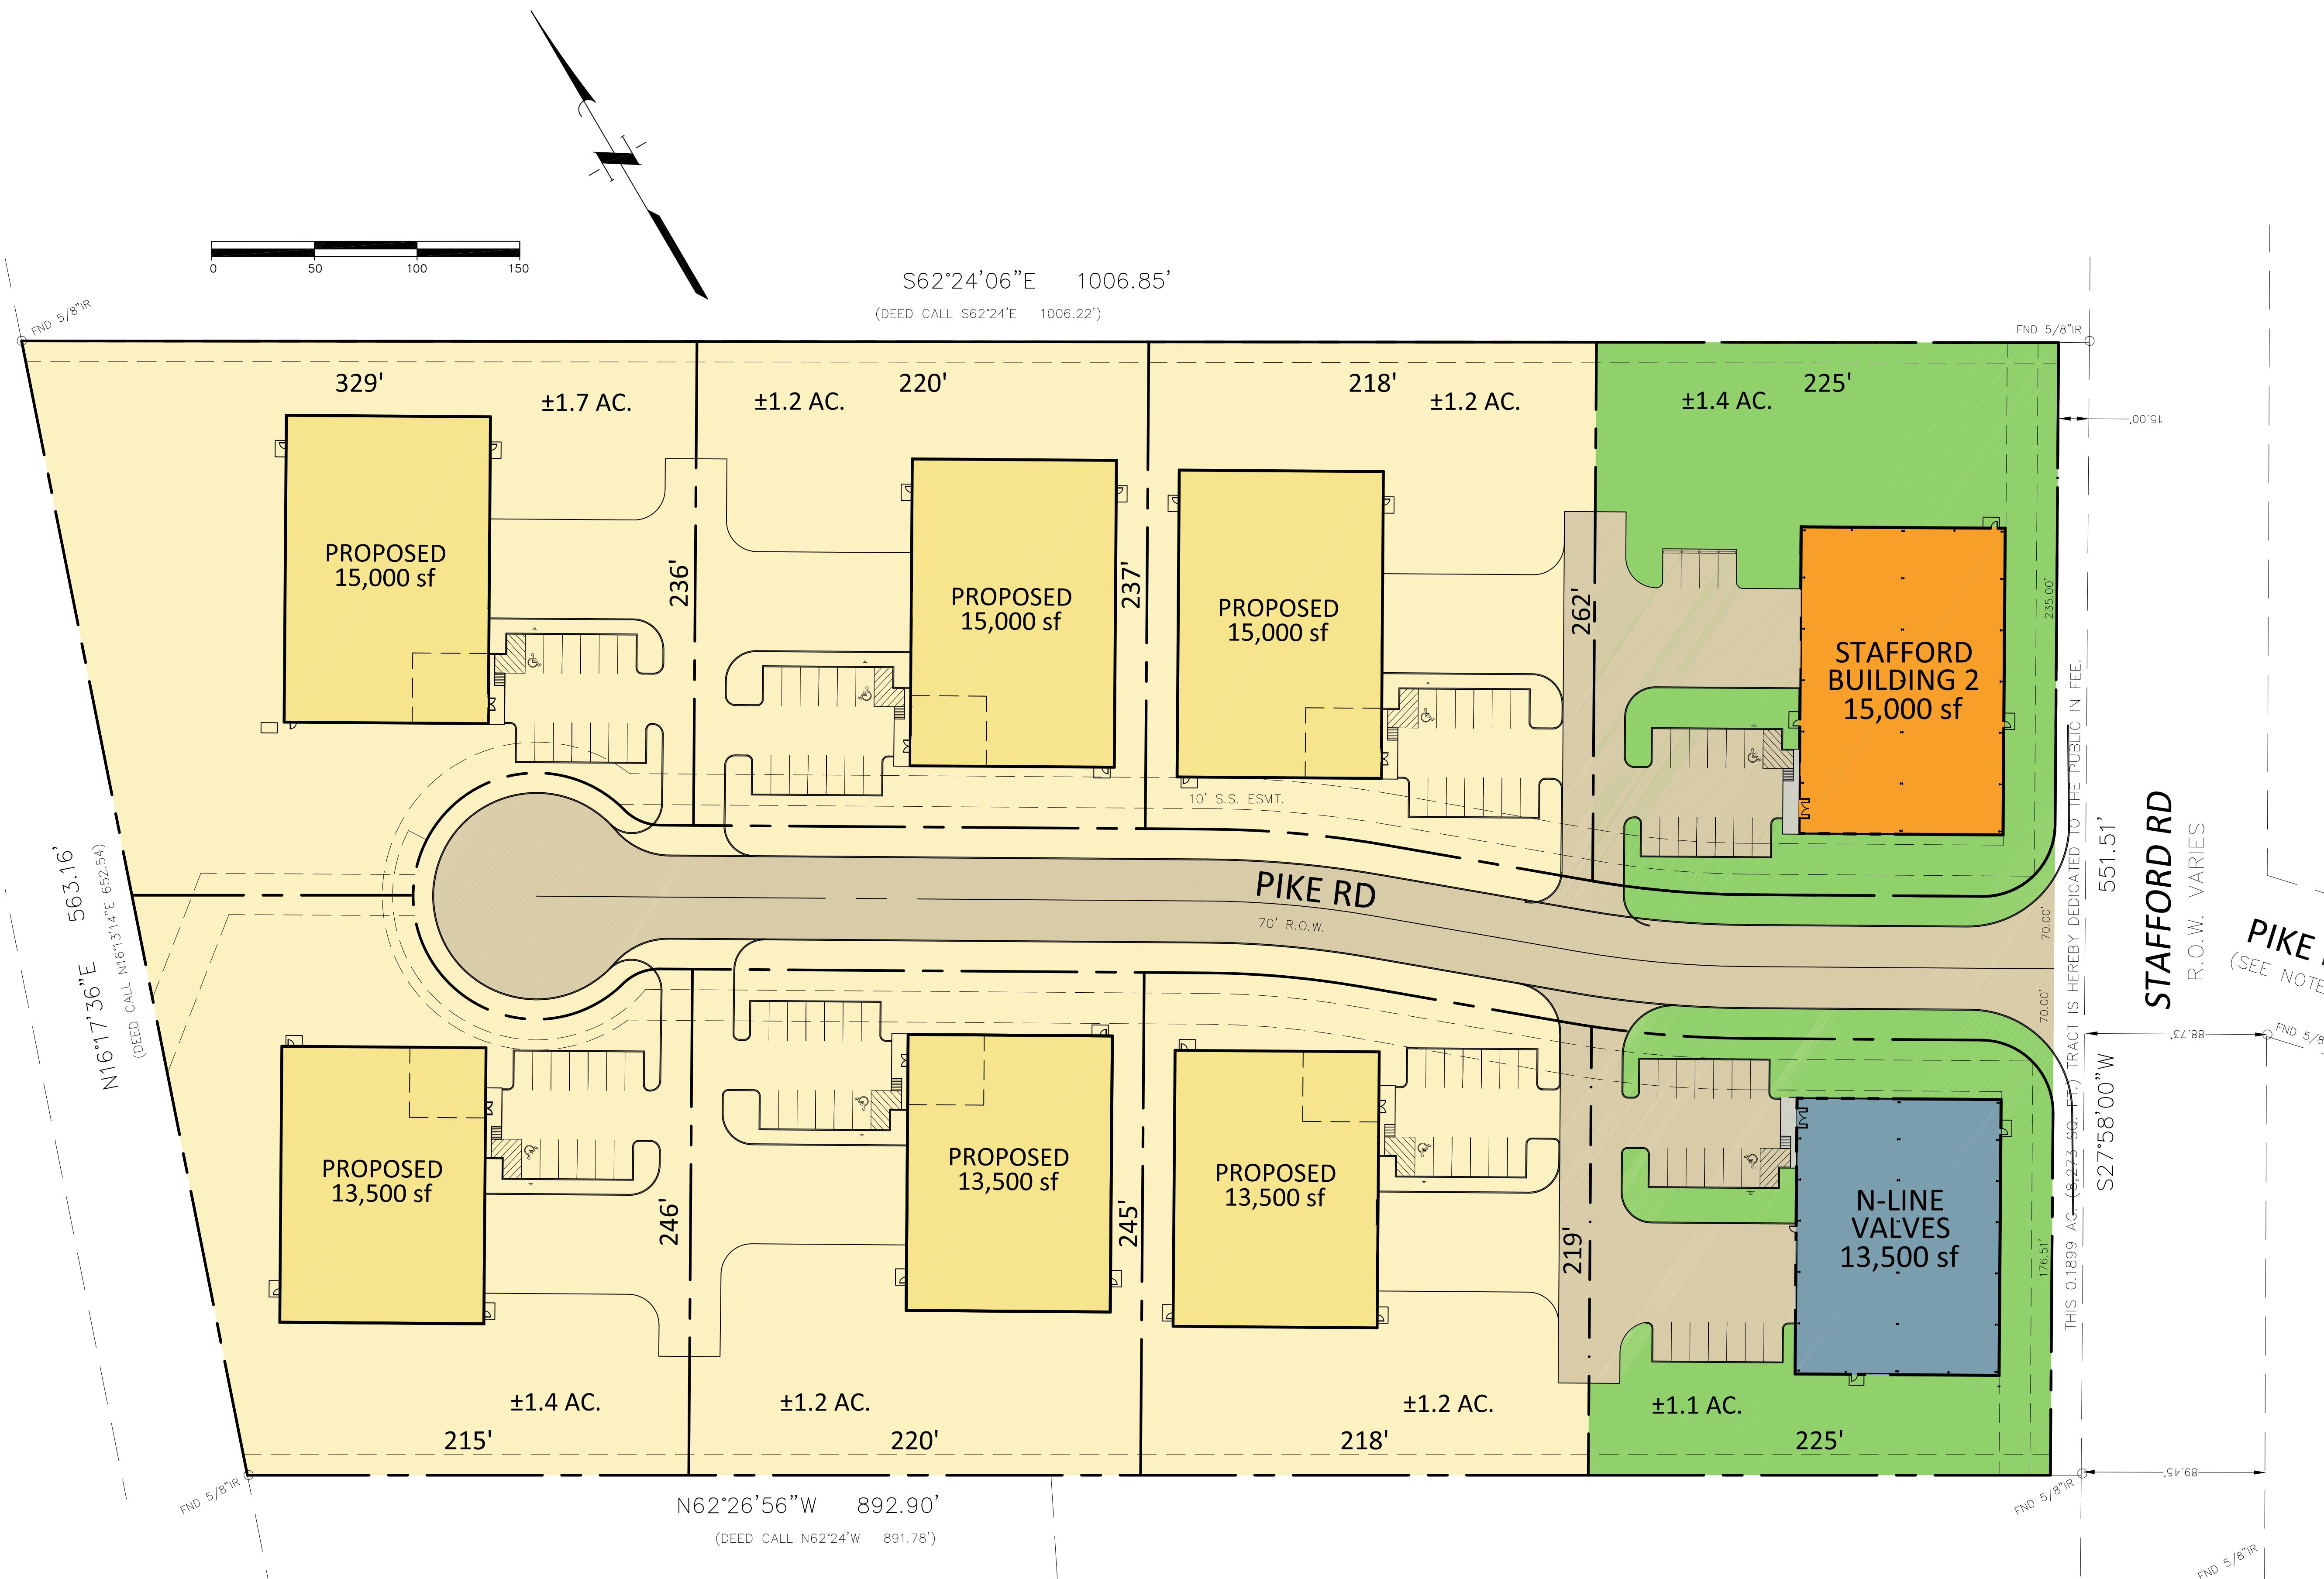 0 50 100 150
S62°24'06"E 1006.85'
(DEED CALL S62°24'E 1006.22')
FND 5/8"IR
FND 5/8"IR
329'
±1.7 AC.
±1.2 AC.
220'
218'
±1.2 AC.
±1.4 AC.
225'
15.00'
PROPOSED
15,000 sf
236'
PROPOSED
15,000 sf
237'
PROPOSED
15,000 sf
262'
STAFFORD
BUILDING 2
15,000 sf
235.00'
10' S.S. ESMT.
PIKE RD
70' R.O.W.
70.00'
70.00'
THIS 0.1899 AC. (8,273 SQ. FT.) TRACT IS HEREBY DEDICATED TO THE PUBLIC IN FEE.
551.51'
S27°58'00"W
STAFFORD RD
R.O.W. VARIES
PIKE
(SEE NOTE
88.73'
FND 5/8
N16°17'36"E 563.16'
(DEED CALL N16°13'14"E 652.54)
PROPOSED
13,500 sf
246'
PROPOSED
13,500 sf
245'
PROPOSED
13,500 sf
219'
N-LINE
VALVES
13,500 sf
176.51'
±1.4 AC.
±1.2 AC.
±1.2 AC.
±1.1 AC.
215'
220'
218'
225'
89.45'
FND 5/8"IR
FND 5/8"IR
N62°26'56"W 892.90'
(DEED CALL N62°24'W 891.78')
FND 5/8"IR